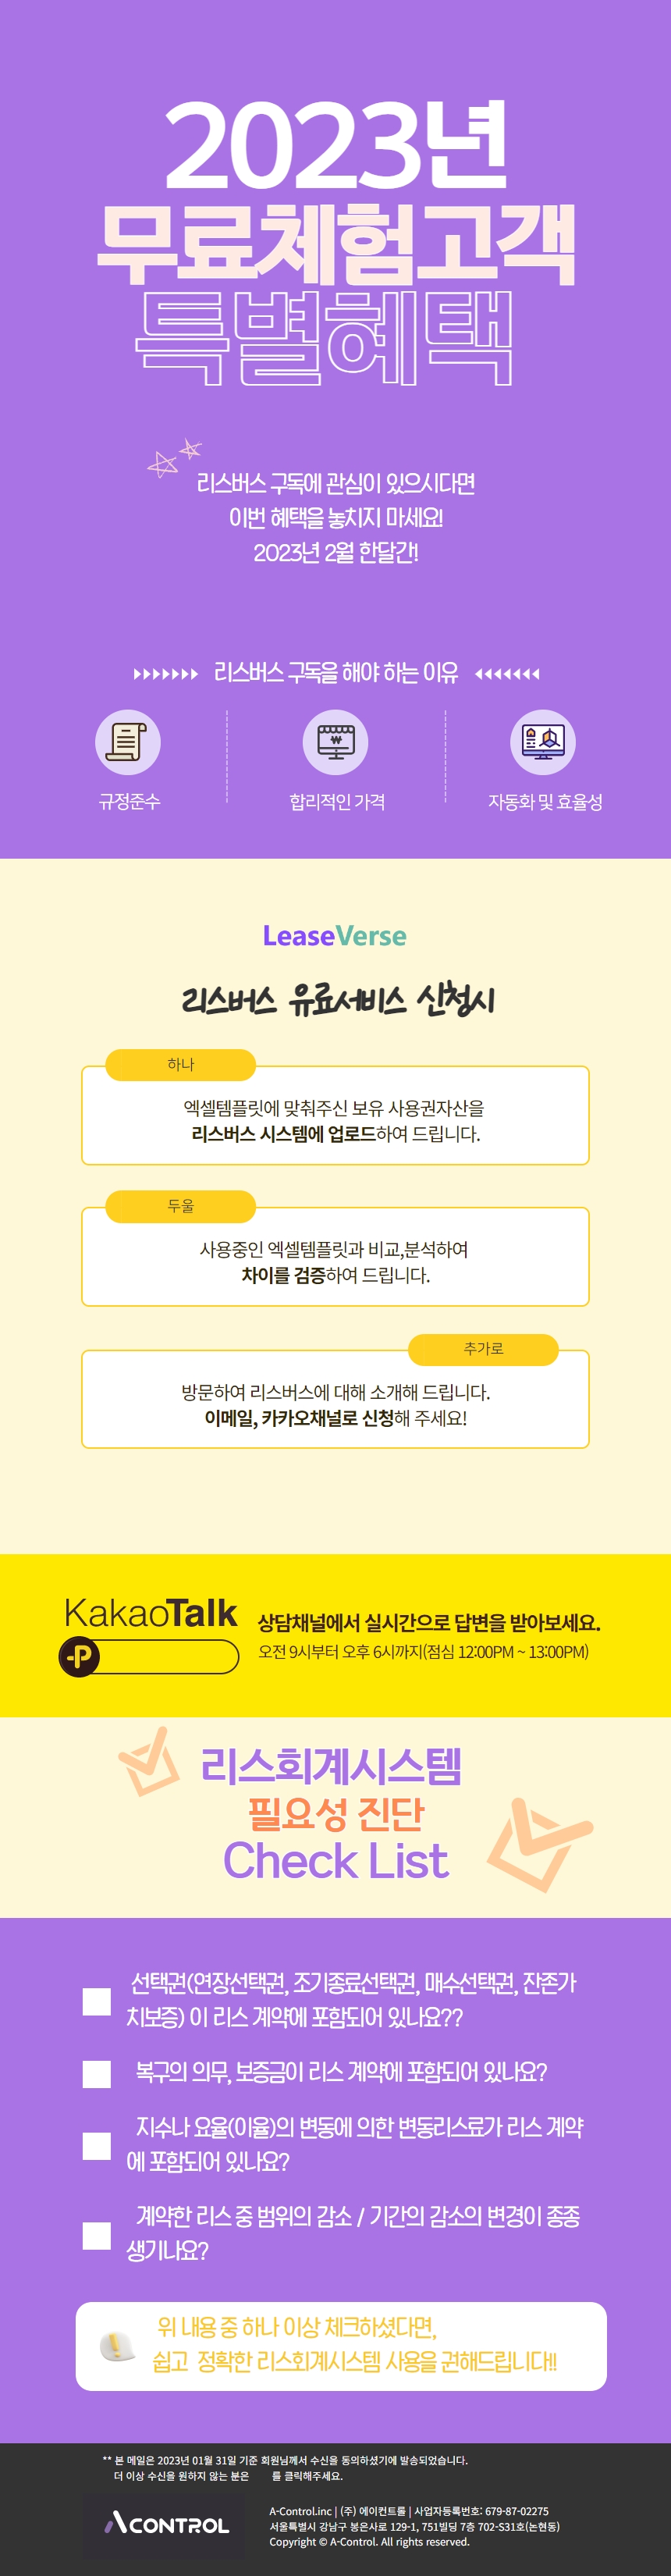 2023년
무료체험고객
특별혜택
리스버스 구독에 관심이 있으시다면
이번 혜택을 놓치지 마세요!
2023년 2월 한달간!
리스버스 구독을 해야 하는 이유
규정준수
합리적인 가격
자동화 및 효율성
LeaseVerse
리스버스 유료서비스 신청시
하나
엑셀템플릿에 맞춰주신 보유 사용권자산을
리스버스 시스템에 업로드하여 드립니다.
두울
사용중인 엑셀템플릿과 비교,분석하여
차이를 검증하여 드립니다.
추가로
방문하여 리스버스에 대해 소개해 드립니다.
이메일, 카카오채널로 신청해 주세요!
KakaoTalk
상담채널에서 실시간으로 답변을 받아보세요.
오전 9시부터 오후 6시까지(점심 12:00PM ~ 13:00PM)
리스회계시스템
필요성 진단
Check List
선택권(연장선택권, 조기종료선택권, 매수선택권, 잔존가
치보증) 이 리스 계약에 포함되어 있나요??
복구의 의무, 보증금이 리스 계약에 포함되어 있나요?
지수나 요율(이율)의 변동에 의한 변동리스료가 리스 계약
에 포함되어 있나요?
계약한 리스 중 범위의 감소 / 기간의 감소의 변경이 종종
생기나요?
위 내용 중 하나 이상 체크하셨다면,
쉽고 정확한 리스회계시스템 사용을 권해드립니다!!
** 본 메일은 2023년 01월 31일 기준 회원님께서 수신을 동의하셨기에 발송되었습니다.
더 이상 수신을 원하지 않는 분은 를 클릭해주세요.
ACONTROL
A-Control.inc | (주) 에이컨트롤 | 사업자등록번호: 679-87-02275
서울특별시 강남구 봉은사로 129-1, 751빌딩 7층 702-S31호(논현동)
Copyright © A-Control. All rights reserved.